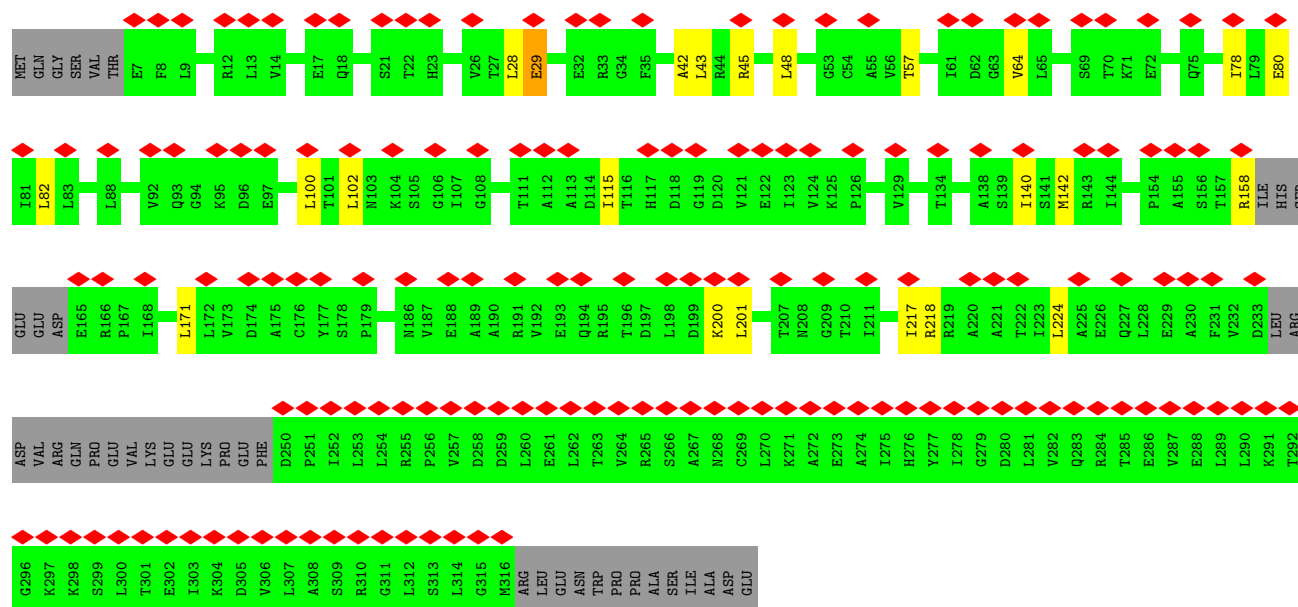 MET GLN GLY SER VAL THR E7 F8 L9 R12 L13 V14 E17 Q18 S21 T22 H23 V26 T27 L28 E29 E32 R33 G34 F35 A42 L43 R44 R45 L48 G53 C54 A55 V56 T57 I61 D62 G63 V64 L65 S69 T70 K71 E72 Q75 I78 L79 E80
I81 L82 L83 L88 V92 Q93 G94 K95 D96 E97 L100 T101 L102 N103 K104 S105 G106 I107 G108 T111 A112 A113 D114 I115 T116 H117 D118 G119 D120 V121 E122 I123 V124 K125 P126 V129 T134 A138 S139 I140 S141 M142 R143 I144 P154 A155 S156 T157 R158 ILE HIS
GLU GLU ASP E165 R166 P167 I168 L171 L172 V173 D174 A175 C176 Y177 S178 P179 N186 V187 E188 A189 A190 R191 V192 E193 Q194 R195 T196 D197 L198 D199 K200 L201 T207 N208 G209 T210 I211 I217 R218 R219 A220 A221 T222 I223 L224 A225 E226 Q227 L228 E229 A230 F231 V232 D233 LEU ARG
ASP VAL ARG GLN PRO GLU VAL LYS GLU GLU LYS PRO GLU PHE D250 P251 I252 L253 L254 R255 P256 V257 D258 D259 L260 E261 L262 T263 V264 R265 S266 A267 N268 C269 L270 K271 A272 E273 A274 I275 H276 Y277 I278 G279 D280 L281 V282 Q283 R284 T285 E286 V287 E288 L289 L290 K291 T292
G296 K297 K298 S299 L300 T301 E302 I303 K304 D305 V306 L307 A308 S309 R310 G311 L312 S313 L314 G315 M316 ARG LEU GLU ASN TRP PRO PRO ALA SER ILE ALA ASP GLU